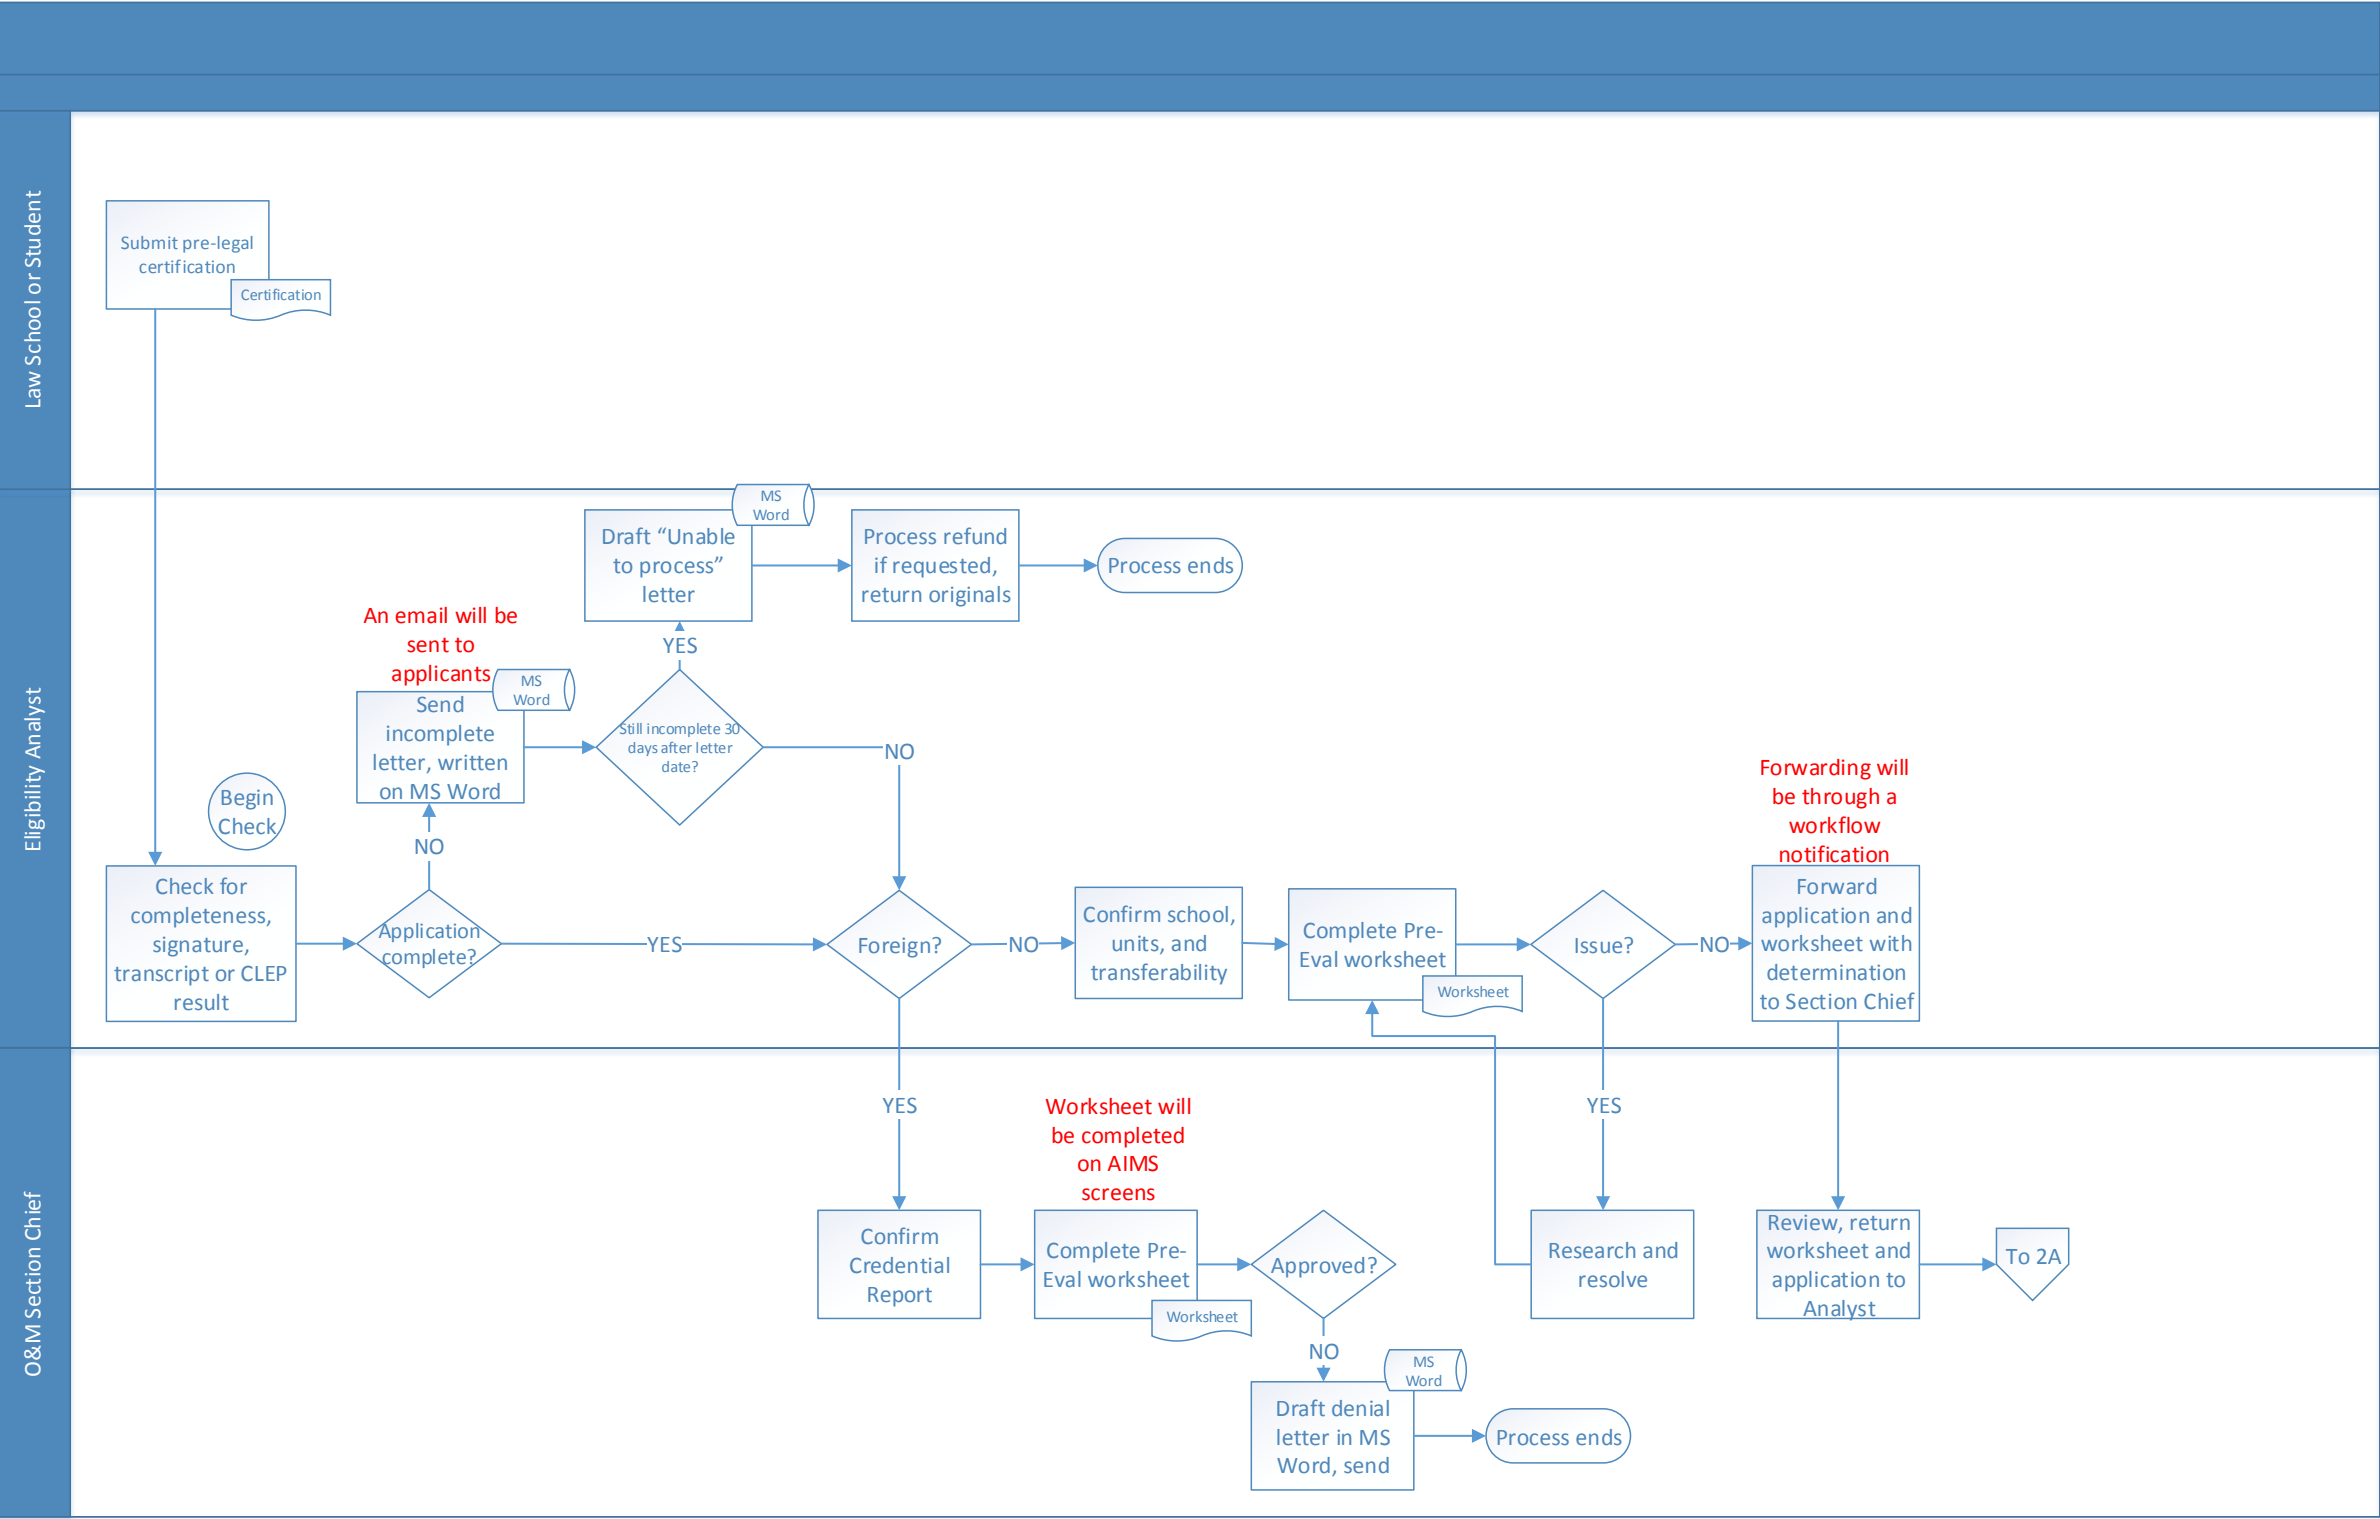 Law School or Student
Submit pre-legal
certification
Certification
Eligibility Analyst
MS
Word
Draft “Unable
to process”
letter
Process refund
if requested,
return originals
Process ends
An email will be
sent to
applicants
YES
MS
Word
Send
incomplete
letter, written
on MS Word
Still incomplete 30
days after letter
date?
NO
Begin
Check
NO
Forwarding will
be through a
workflow
notification
Check for
completeness,
signature,
transcript or CLEP
result
Application
complete?
YES
Foreign?
NO
Confirm school,
units, and
transferability
Complete Pre-
Eval worksheet
Worksheet
Issue?
NO
Forward
application and
worksheet with
determination
to Section Chief
O&M Section Chief
YES
Worksheet will
be completed
on AIMS
screens
YES
Confirm
Credential
Report
Complete Pre-
Eval worksheet
Worksheet
Approved?
Research and
resolve
Review, return
worksheet and
application to
Analyst
To 2A
NO
MS
Word
Draft denial
letter in MS
Word, send
Process ends